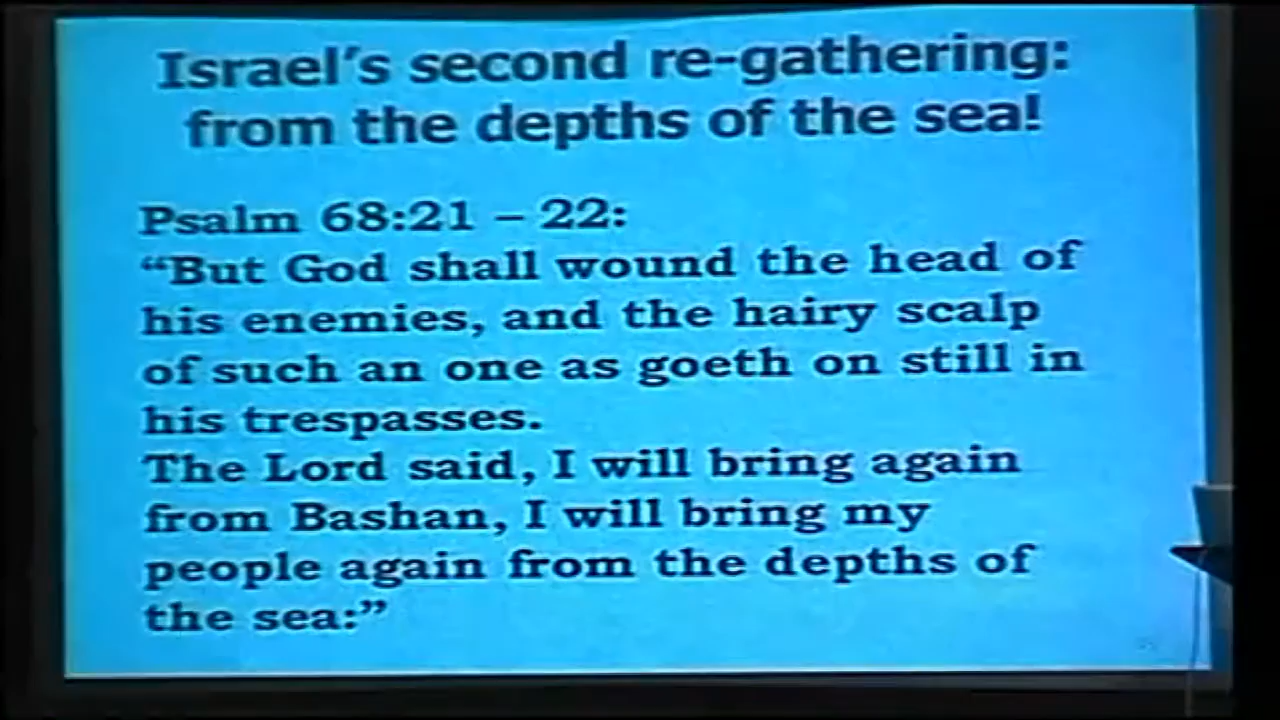 Israel's second re-gathering:
from the depths of the sea!
Psalm 68:21 – 22:
“But God shall wound the head of
his enemies, and the hairy scalp
of such an one as goeth on still in
his trespasses.
The Lord said, I will bring again
from Bashan, I will bring my
people again from the depths of
the sea:”